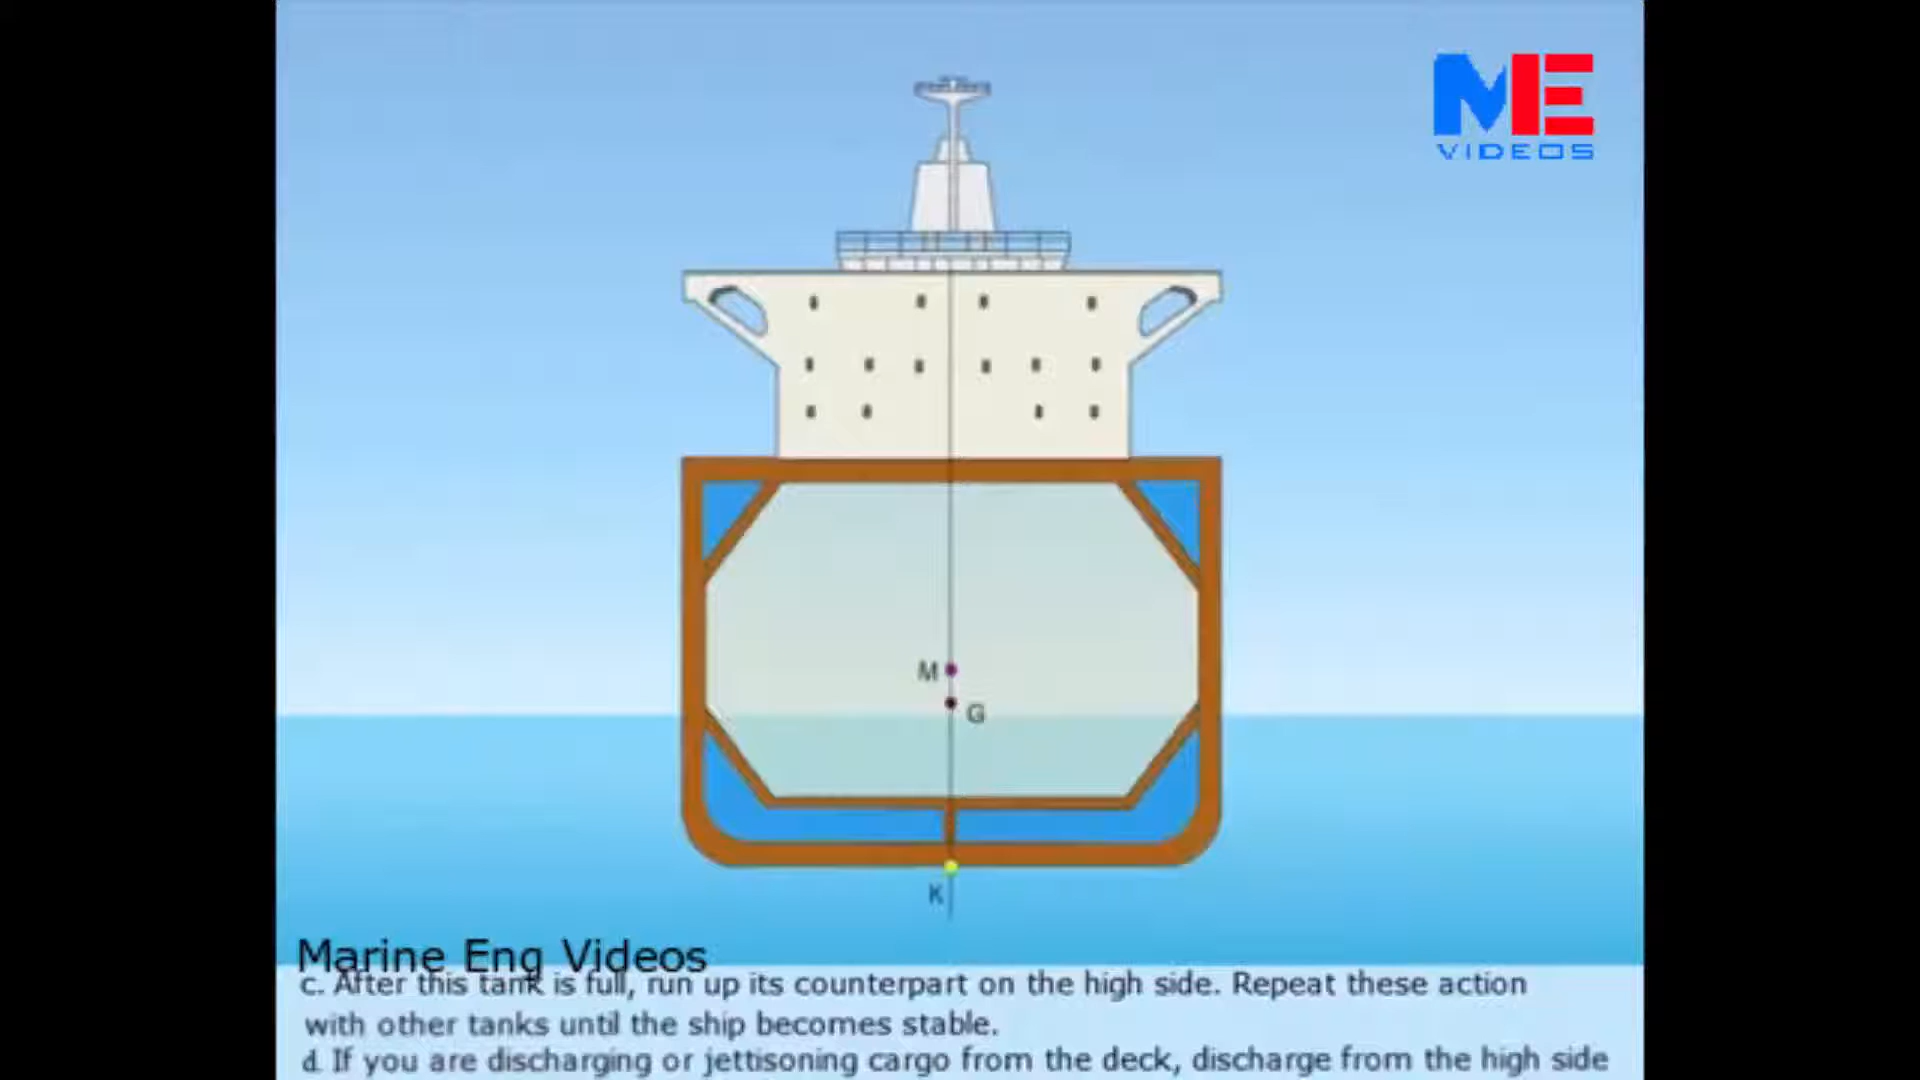 ME
VIDEOS
M
G
K
Marine Eng Videos
c. After this tank is full, run up its counterpart on the high side. Repeat these action
with other tanks until the ship becomes stable.
d. If you are discharging or jettisoning cargo from the deck, discharge from the high side